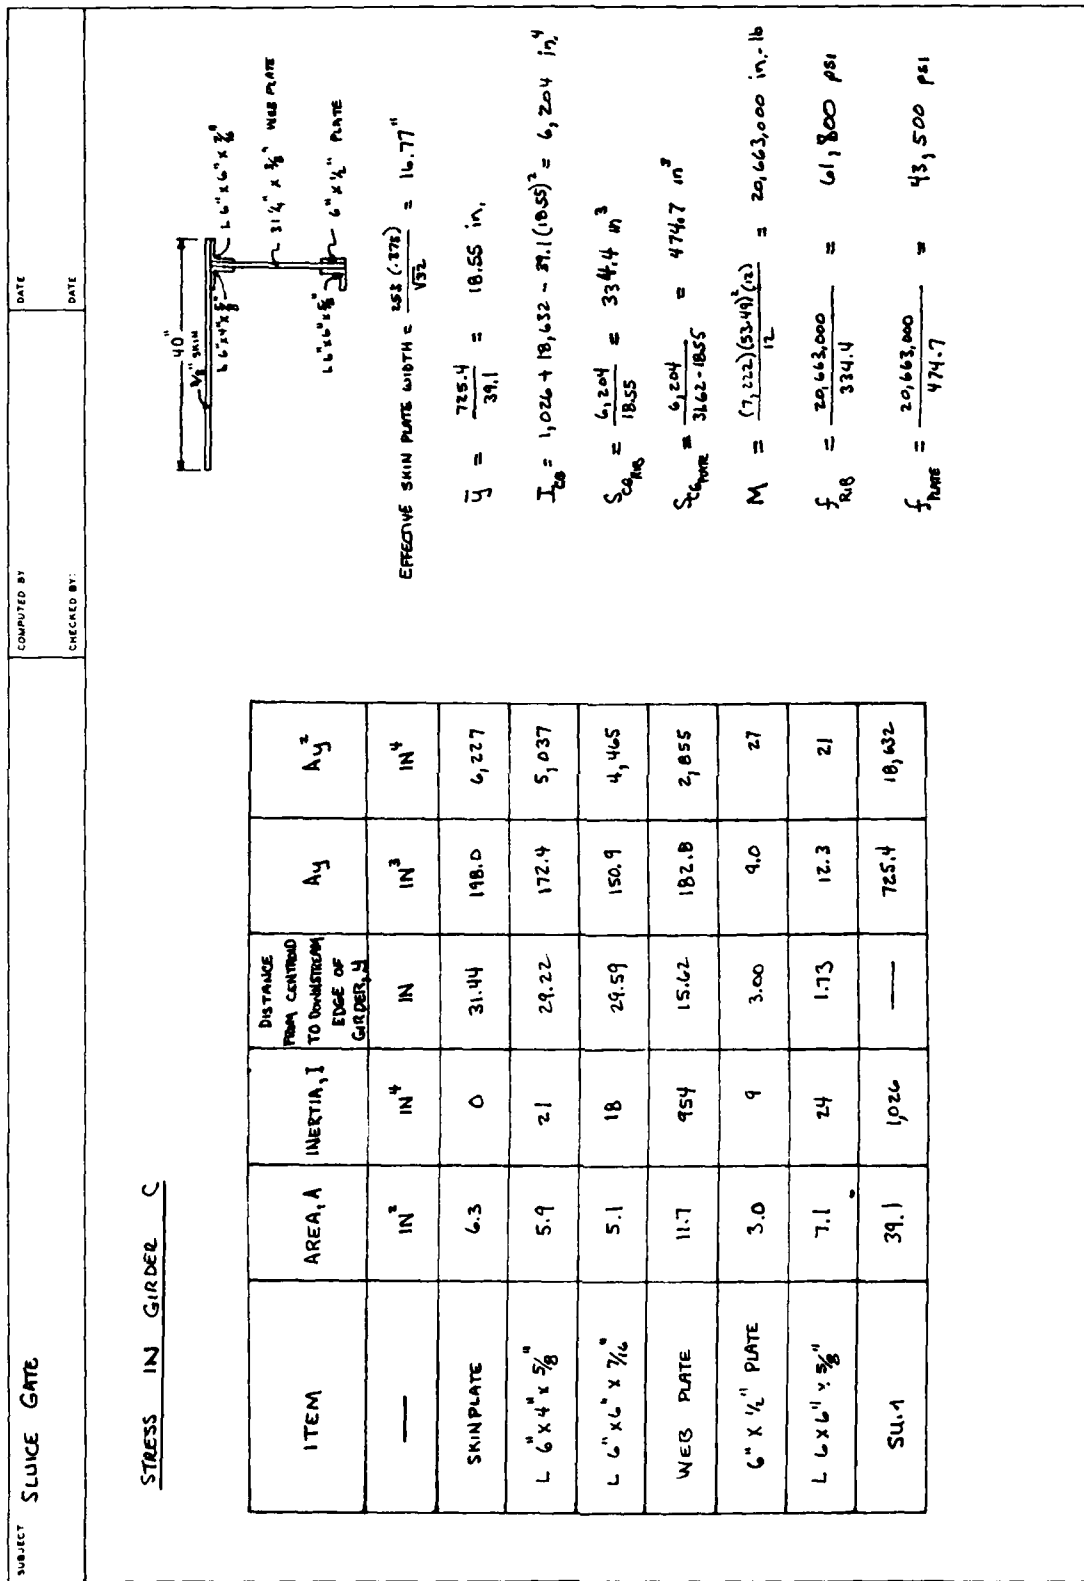 SUBJECT SLUICE GATE
COMPUTED BY
DATE
CHECKED BY:
DATE
STRESS IN GIRDER C
ITEM AREA, A INERTIA, I DISTANCE FROM CENTROID TO DOWNSTREAM EDGE OF GIRDER, y Ay Ay²
— IN² IN⁴ IN IN³ IN⁴
SKINPLATE 6.3 0 31.44 198.0 6,227
L 6" x 4" x 5/8" 5.9 21 29.22 172.4 5,037
L 6" x 6" x 7/16" 5.1 18 29.59 150.9 4,465
WEB PLATE 11.7 954 15.62 182.8 2,855
6" x 1/2" PLATE 3.0 9 3.00 9.0 27
L 6x6" x 5/8" 7.1 24 1.73 12.3 21
SUM 39.1 1,026 — 725.4 18,632
40"
3/8" SKIN
L 6"x4"x5/8"
L 6"x6"x7/16"
31 1/4" x 3/8" WEB PLATE
L 6"x6"x5/8"
6"x1/2" PLATE
EFFECTIVE SKIN PLATE WIDTH = 253(.375)/√32 = 16.77"
ȳ = 725.4/39.1 = 18.55 in.
I_CG = 1,026 + 18,632 - 39.1(18.55)² = 6,204 in⁴
S_CG RIB = 6,204/18.55 = 334.4 in³
S_CG PLATE = 6,204/31.62-18.55 = 474.7 in³
M = (7,222)(53.49)²(12)/12 = 20,663,000 in.-lb
f_RIB = 20,663,000/334.4 = 61,800 psi
f_PLATE = 20,663,000/474.7 = 43,500 psi